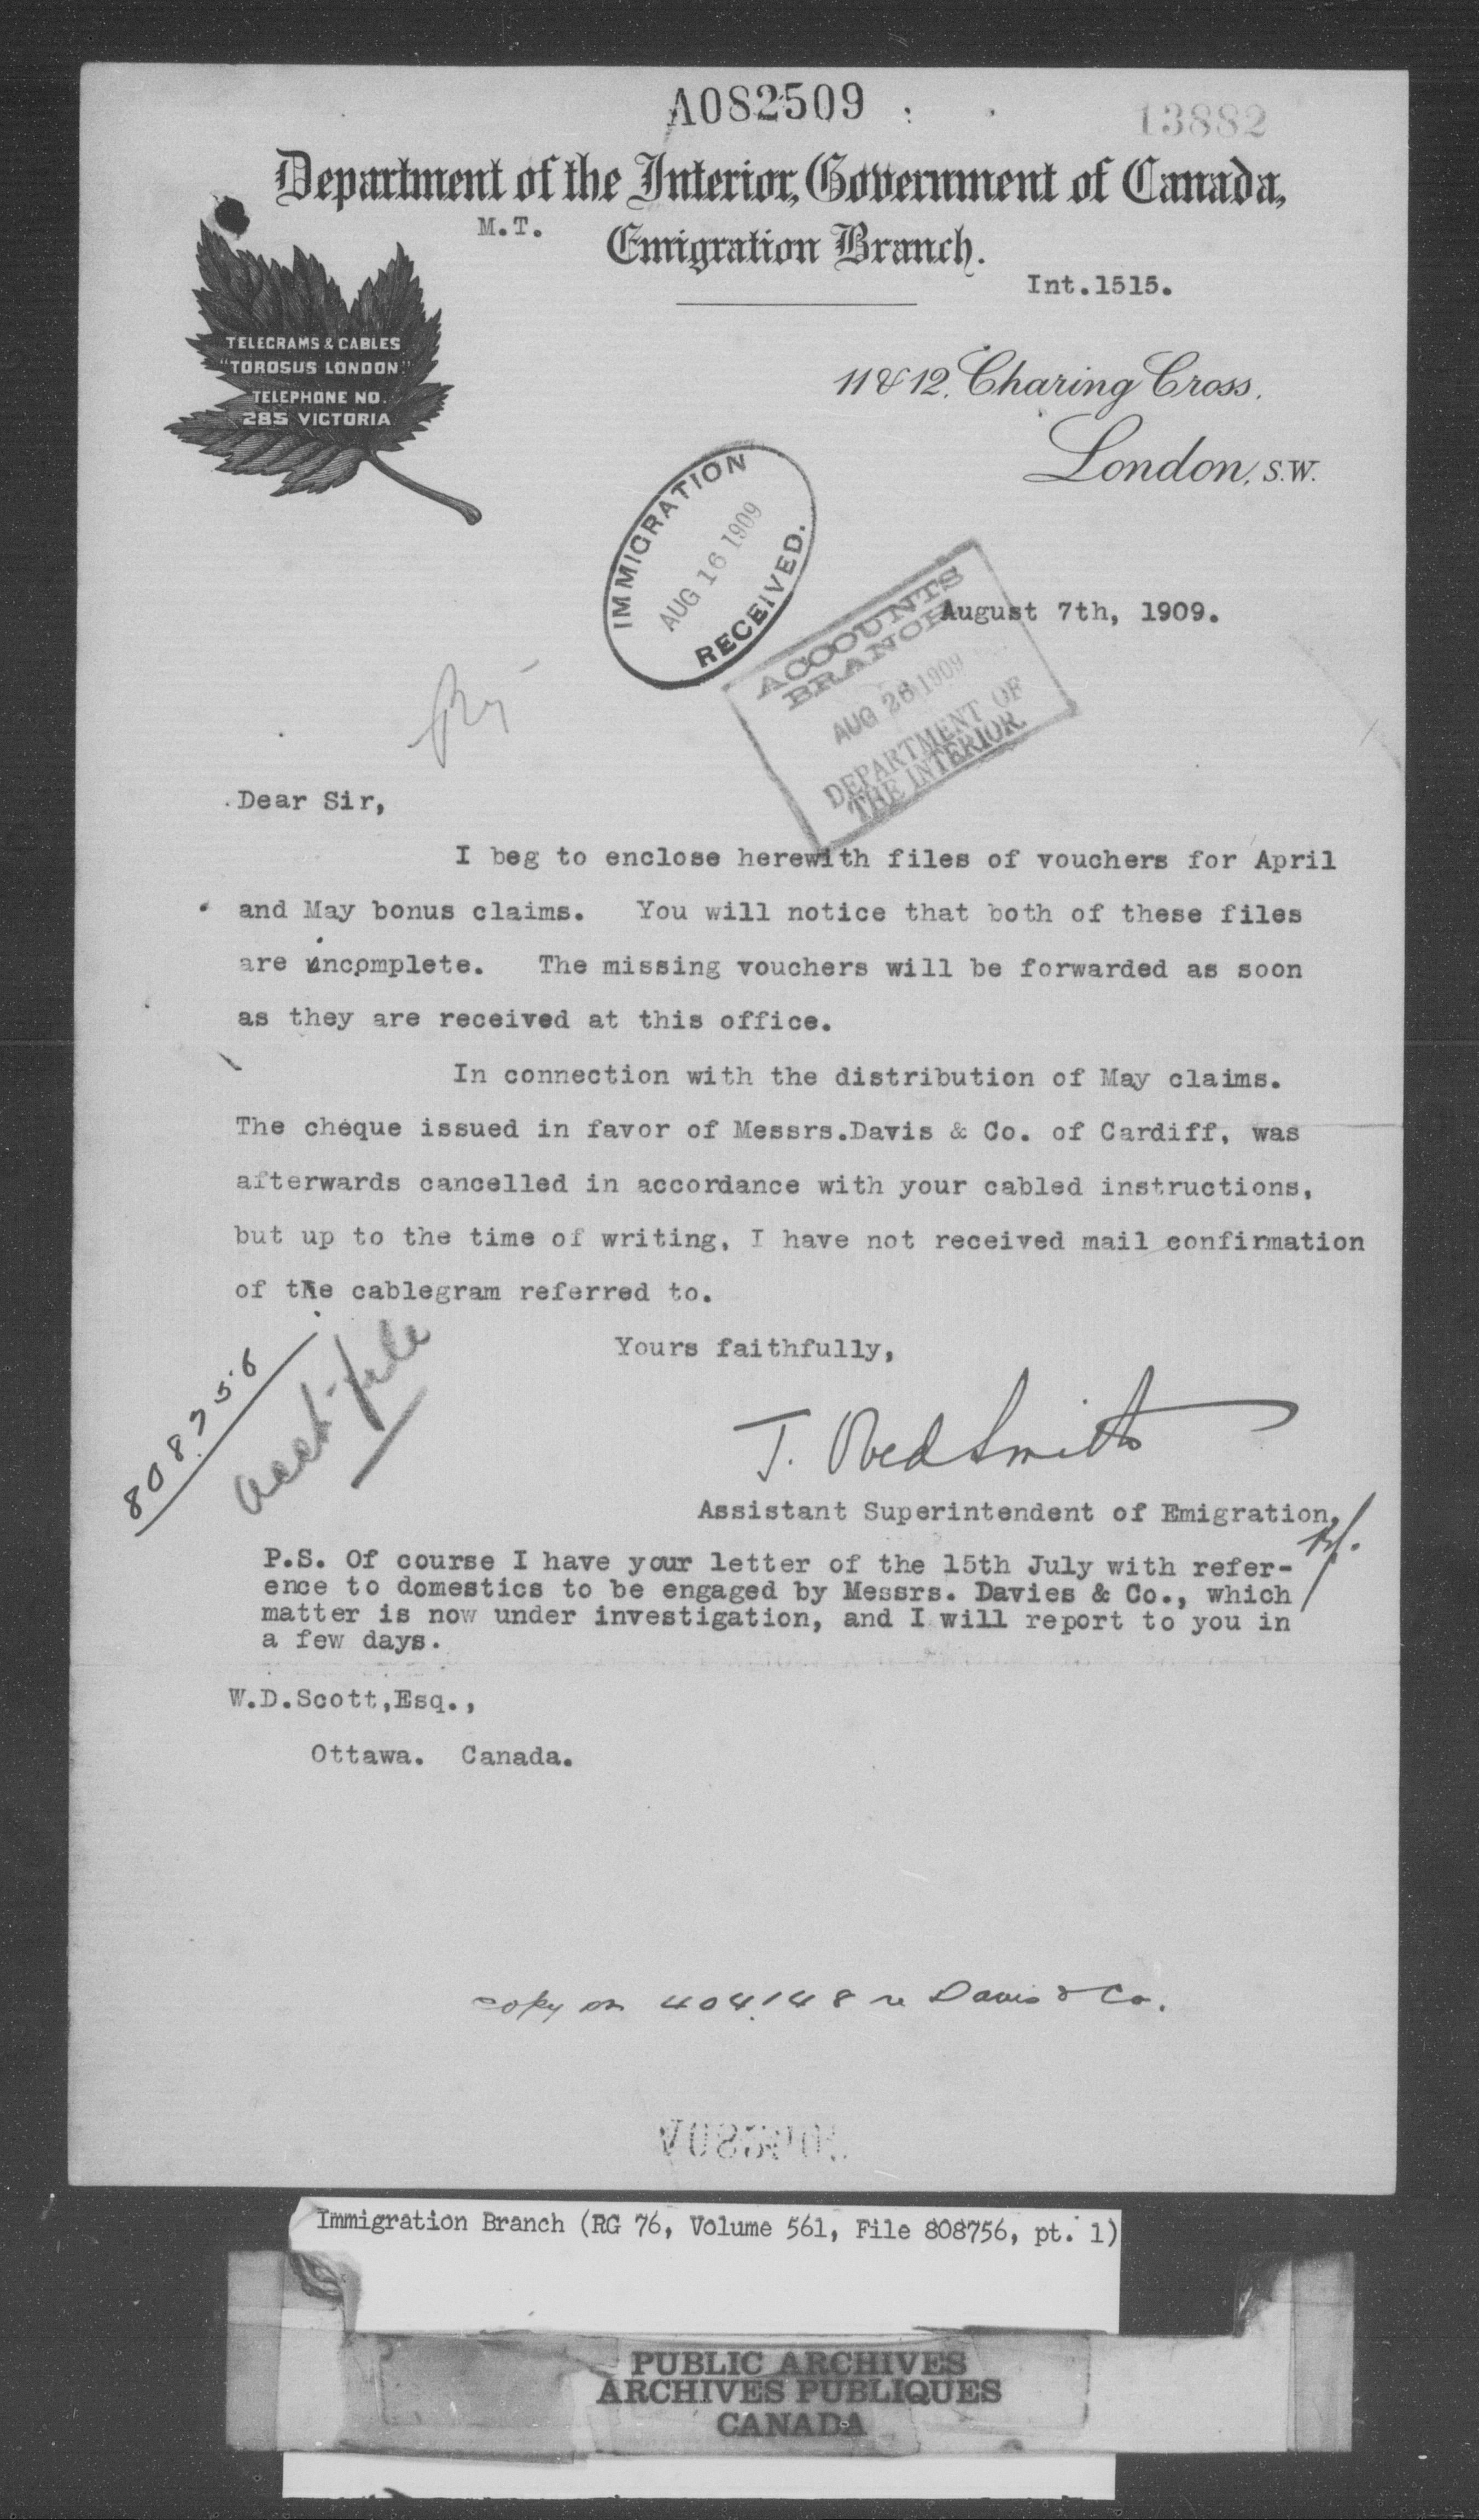 A082509
13882
Department of the Interior, Government of Canada,
M.T.
Emigration Branch.
Int.1515.
TELEGRAMS & CABLES
"TOROSUS LONDON"
TELEPHONE NO.
285 VICTORIA
11 & 12, Charing Cross,
London, S.W.
IMMIGRATION
AUG 16 1909
RECEIVED.
ACCOUNTS
BRANCH
AUG 26 1909
DEPARTMENT OF
THE INTERIOR
August 7th, 1909.
Dear Sir,
I beg to enclose herewith files of vouchers for April
and May bonus claims. You will notice that both of these files
are incomplete. The missing vouchers will be forwarded as soon
as they are received at this office.
In connection with the distribution of May claims.
The cheque issued in favor of Messrs.Davis & Co. of Cardiff, was
afterwards cancelled in accordance with your cabled instructions,
but up to the time of writing, I have not received mail confirmation
of the cablegram referred to.
Yours faithfully,
808756
acct-file
J. Obed Smith
Assistant Superintendent of Emigration.
P.S. Of course I have your letter of the 15th July with refer-
ence to domestics to be engaged by Messrs. Davies & Co., which
matter is now under investigation, and I will report to you in
a few days.
W.D.Scott,Esq.,
Ottawa. Canada.
copy on 404148 re Davis & Co.
Immigration Branch (RG 76, Volume 561, File 808756, pt. 1)
PUBLIC ARCHIVES
ARCHIVES PUBLIQUES
CANADA